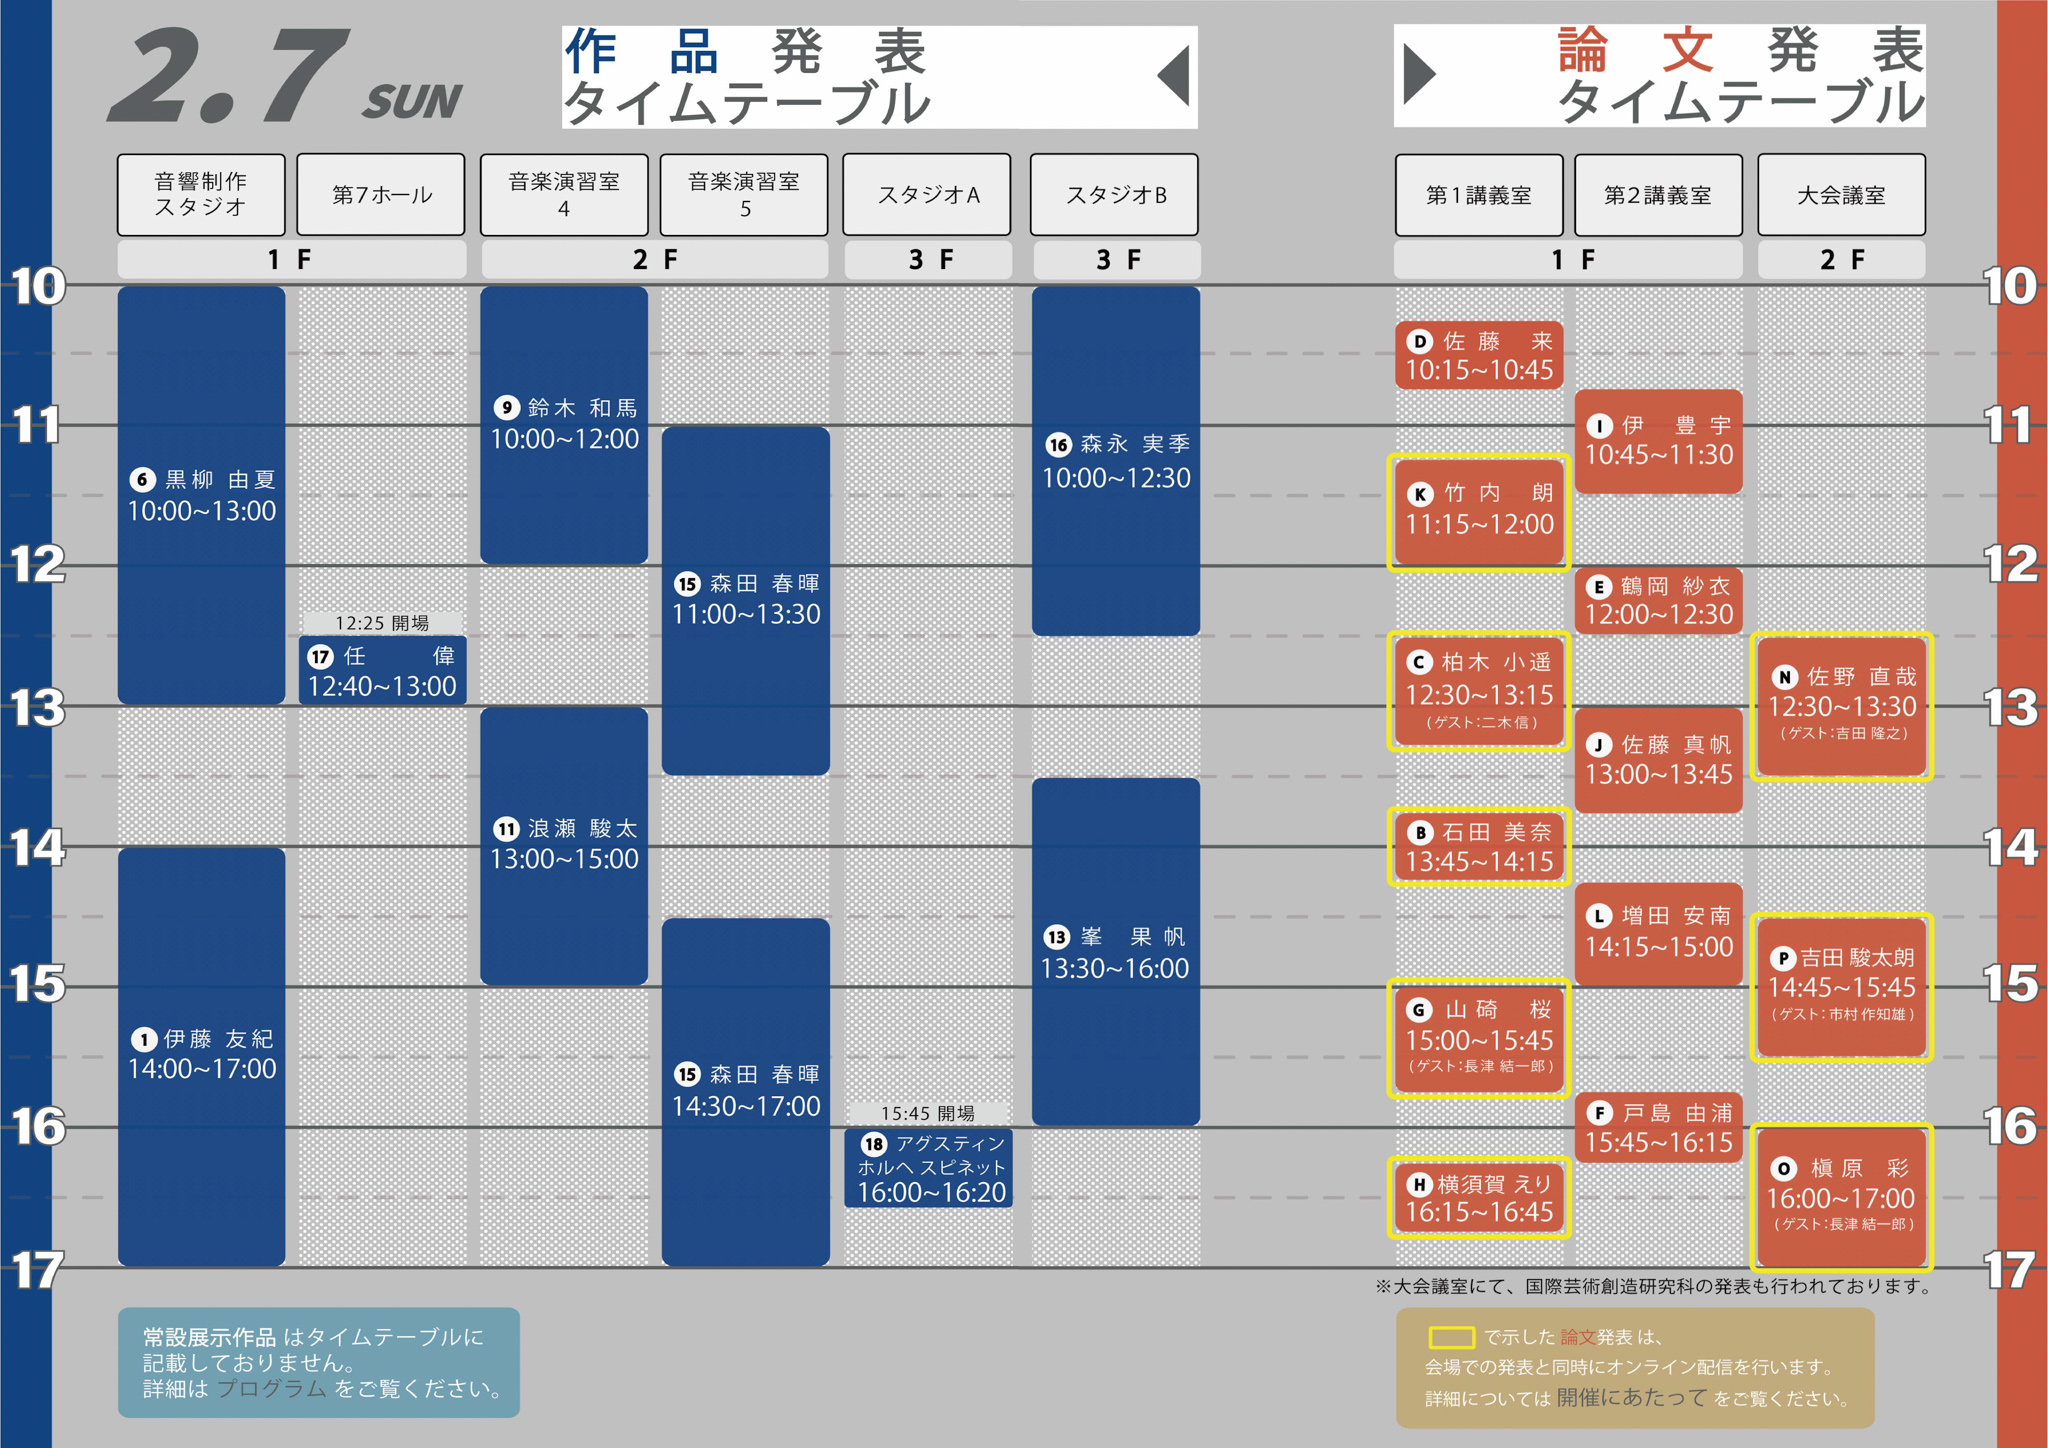 2.7 SUN
作品発表
タイムテーブル
論文発表
タイムテーブル
音響制作
スタジオ
第7ホール
音楽演習室
4
音楽演習室
5
スタジオA
スタジオB
第1講義室
第2講義室
大会議室
1 F
2 F
3 F
3 F
1 F
2 F
10
11
12
13
14
15
16
17
6 黒柳 由夏
10:00~13:00
1 伊藤 友紀
14:00~17:00
12:25 開場
17 任 偉
12:40~13:00
9 鈴木 和馬
10:00~12:00
11 浪瀬 駿太
13:00~15:00
15 森田 春暉
11:00~13:30
15 森田 春暉
14:30~17:00
15:45 開場
18 アグスティン
ホルヘ スピネット
16:00~16:20
16 森永 実季
10:00~12:30
13 峯 果帆
13:30~16:00
D 佐藤 来
10:15~10:45
K 竹内 朗
11:15~12:00
C 柏木 小遥
12:30~13:15
(ゲスト:二木信)
B 石田 美奈
13:45~14:15
G 山碕 桜
15:00~15:45
(ゲスト:長津 結一郎)
H 横須賀 えり
16:15~16:45
I 伊 豊宇
10:45~11:30
E 鶴岡 紗衣
12:00~12:30
J 佐藤 真帆
13:00~13:45
L 増田 安南
14:15~15:00
F 戸島 由浦
15:45~16:15
N 佐野 直哉
12:30~13:30
(ゲスト:吉田 隆之)
P 吉田 駿太朗
14:45~15:45
(ゲスト:市村 作知雄)
O 槇原 彩
16:00~17:00
(ゲスト:長津 結一郎)
10
11
12
13
14
15
16
17
※大会議室にて、国際芸術創造研究科の発表も行われております。
常設展示作品 はタイムテーブルに
記載しておりません。
詳細は プログラム をご覧ください。
で示した 論文発表 は、
会場での発表と同時にオンライン配信を行います。
詳細については 開催にあたって をご覧ください。